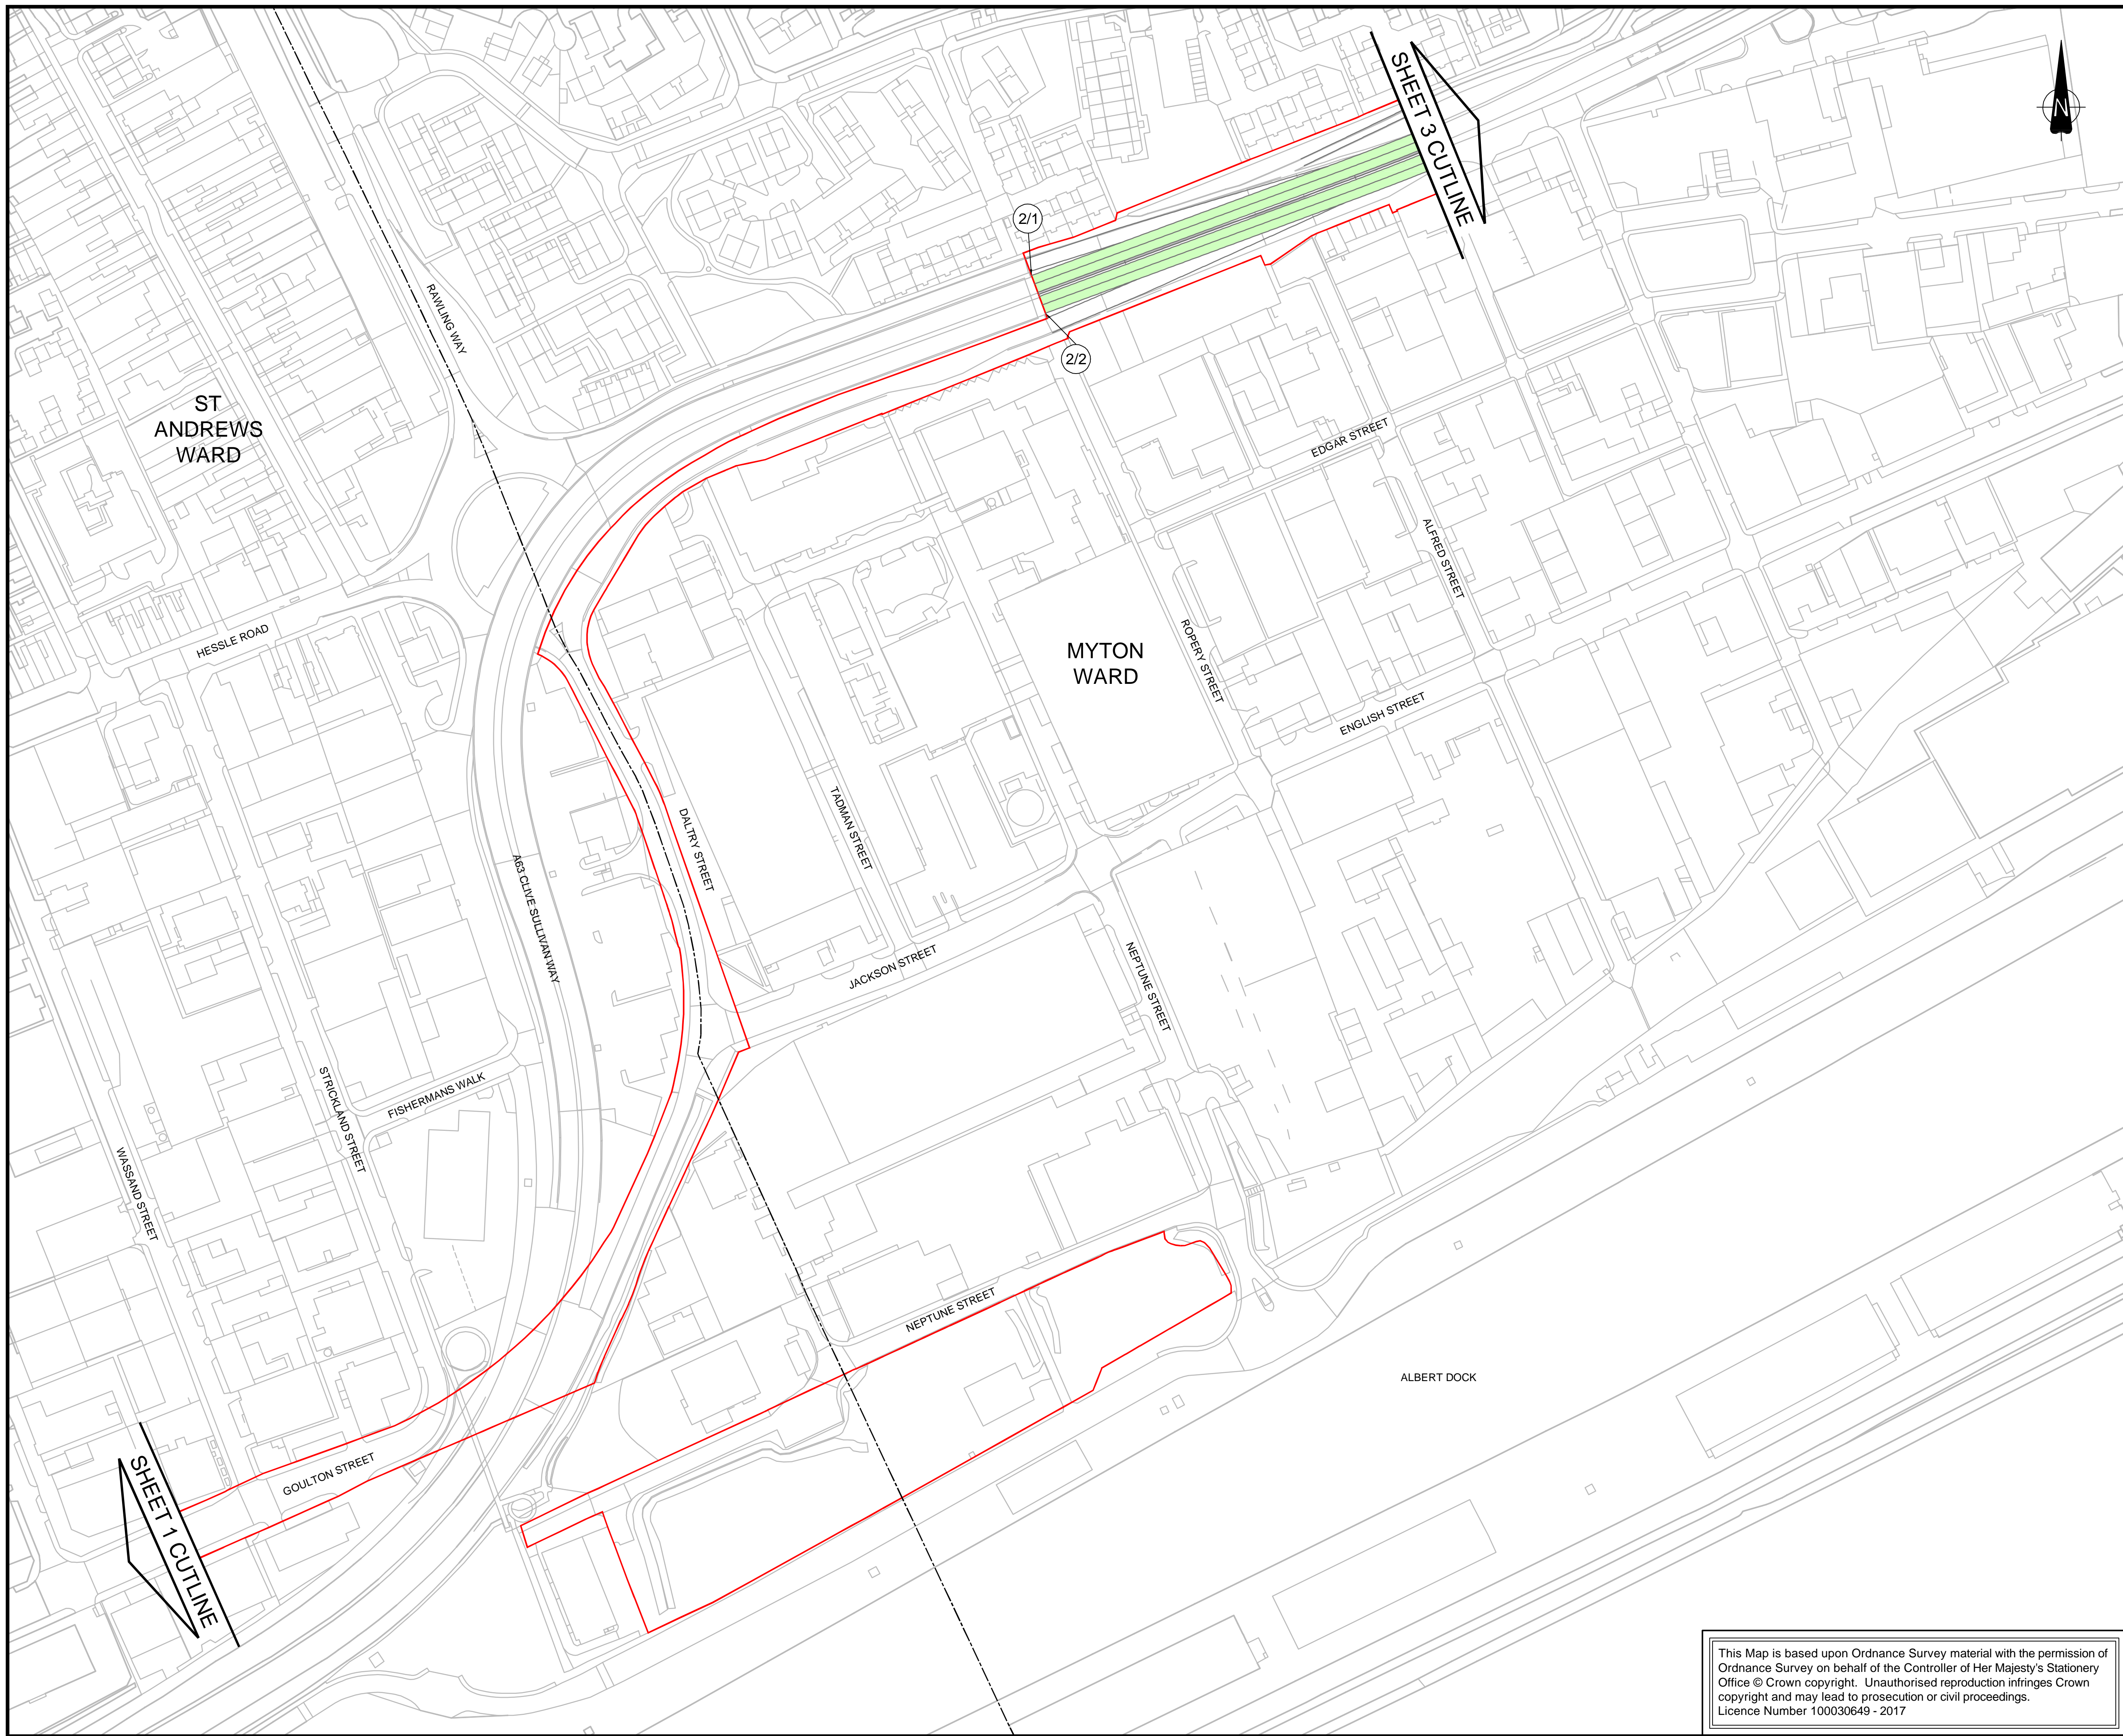 SHEET 3 CUTLINE
N
2/1
2/2
RAWLING WAY
ST
ANDREWS
WARD
EDGAR STREET
ALFRED STREET
HESSLE ROAD
MYTON
WARD
ROPERY STREET
ENGLISH STREET
TADMAN STREET
DALTRY STREET
A63 CLIVE SULLIVAN WAY
JACKSON STREET
NEPTUNE STREET
STRICKLAND STREET
FISHERMANS WALK
WASSAND STREET
NEPTUNE STREET
ALBERT DOCK
GOULTON STREET
SHEET 1 CUTLINE
This Map is based upon Ordnance Survey material with the permission of
Ordnance Survey on behalf of the Controller of Her Majesty's Stationery
Office © Crown copyright. Unauthorised reproduction infringes Crown
copyright and may lead to prosecution or civil proceedings.
Licence Number 100030649 - 2017